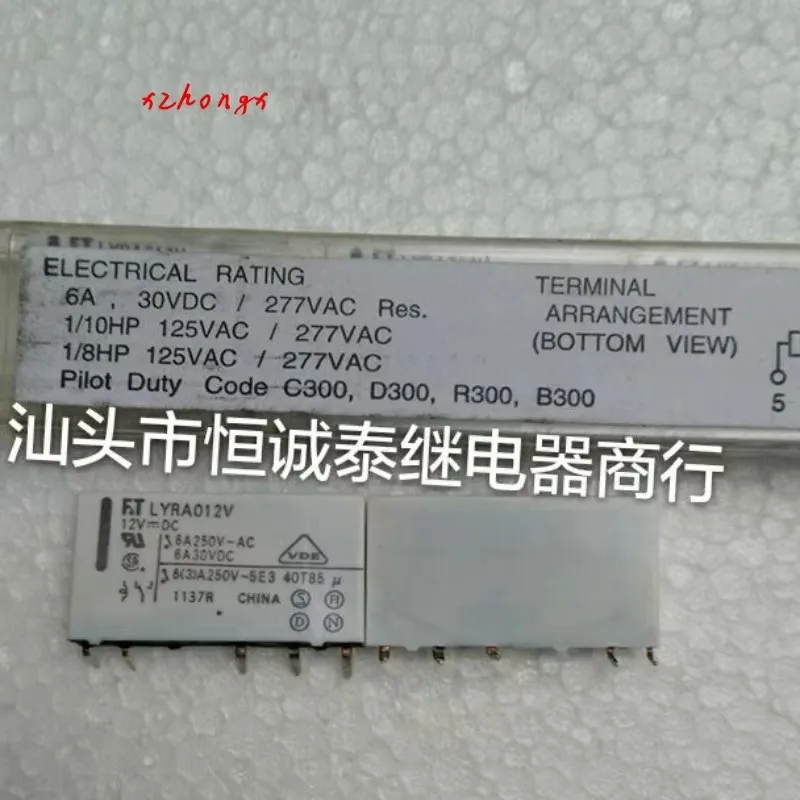 xzhongx
ELECTRICAL RATING
6A , 30VDC / 277VAC Res.
1/10HP 125VAC / 277VAC
1/8HP 125VAC / 277VAC
Pilot Duty Code C300, D300, R300, B300
TERMINAL
ARRANGEMENT
(BOTTOM VIEW)
5
汕头市恒诚泰继电器商行
F&T LYRA012V
12V DC
6A250V~AC
6A30VDC
VDE
6(3)A250V~5E3 40T85 μ
1137R CHINA
S FI
D N